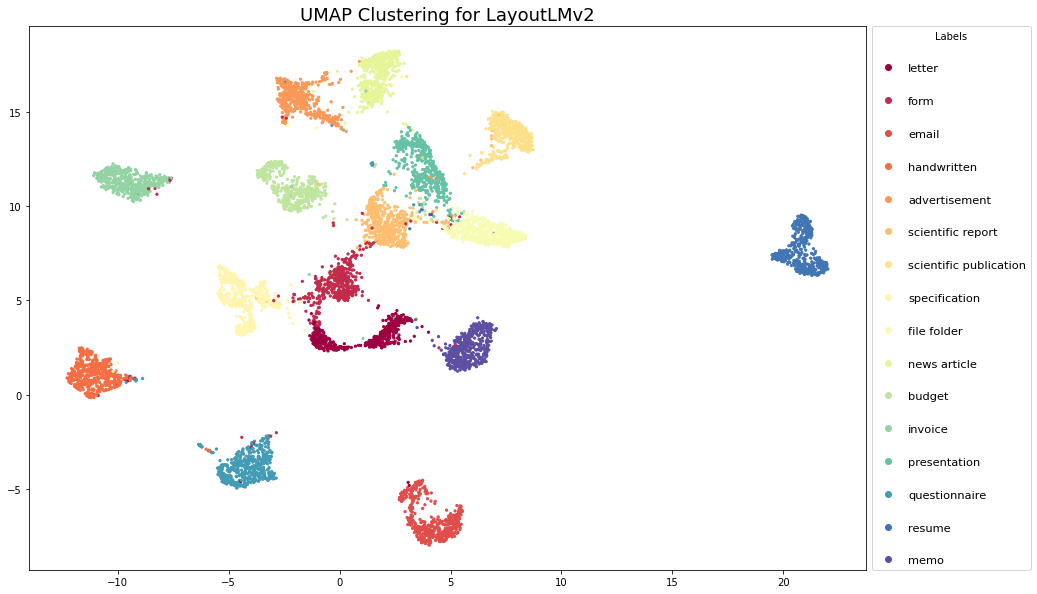 UMAP Clustering for LayoutLMv2
Labels
letter
form
email
handwritten
advertisement
scientific report
scientific publication
specification
file folder
news article
budget
invoice
presentation
questionnaire
resume
memo
15
10
5
0
−5
−10
−5
0
5
10
15
20